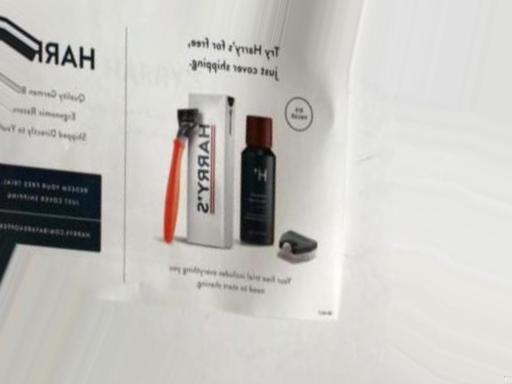 Try Harry's for free,
just cover shipping.
HARRY'S
H'
Your free trial includes everything you
need to start shaving.
HARR
Quality German B
Ergonomic Razors
Shipped Directly to You
REDEEM YOUR FREE TRIAL,
JUST COVER SHIPPING